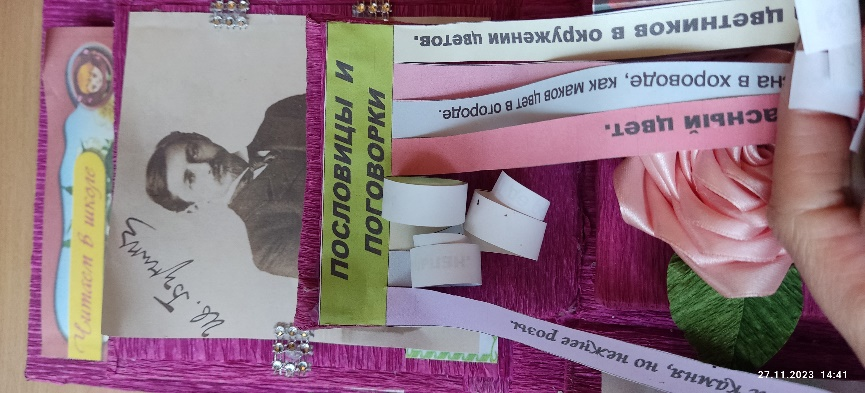 Читаем в школе
Ив. Бунин
ПОСЛОВИЦЫ И
ПОГОВОРКИ
цветников в окружении цветов.
на в хороводе, как маков цвет в огороде.
асный цвет.
камня, но нежнее розы.
27.11.2023 14:41